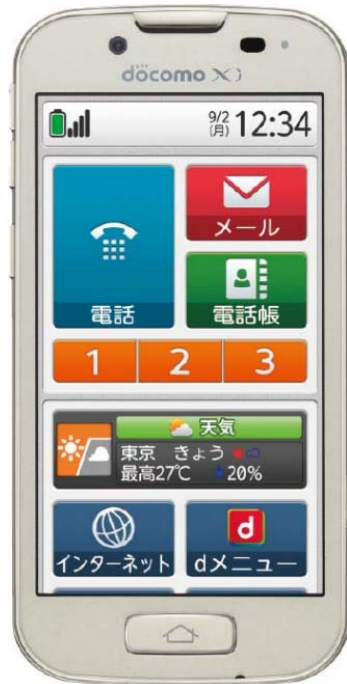 döcomo Xi
9/2
(月) 12:34
メール
電話
電話帳
1 2 3
天気
東京 きょう
最高27℃ 20%
インターネット
d
dメニュー